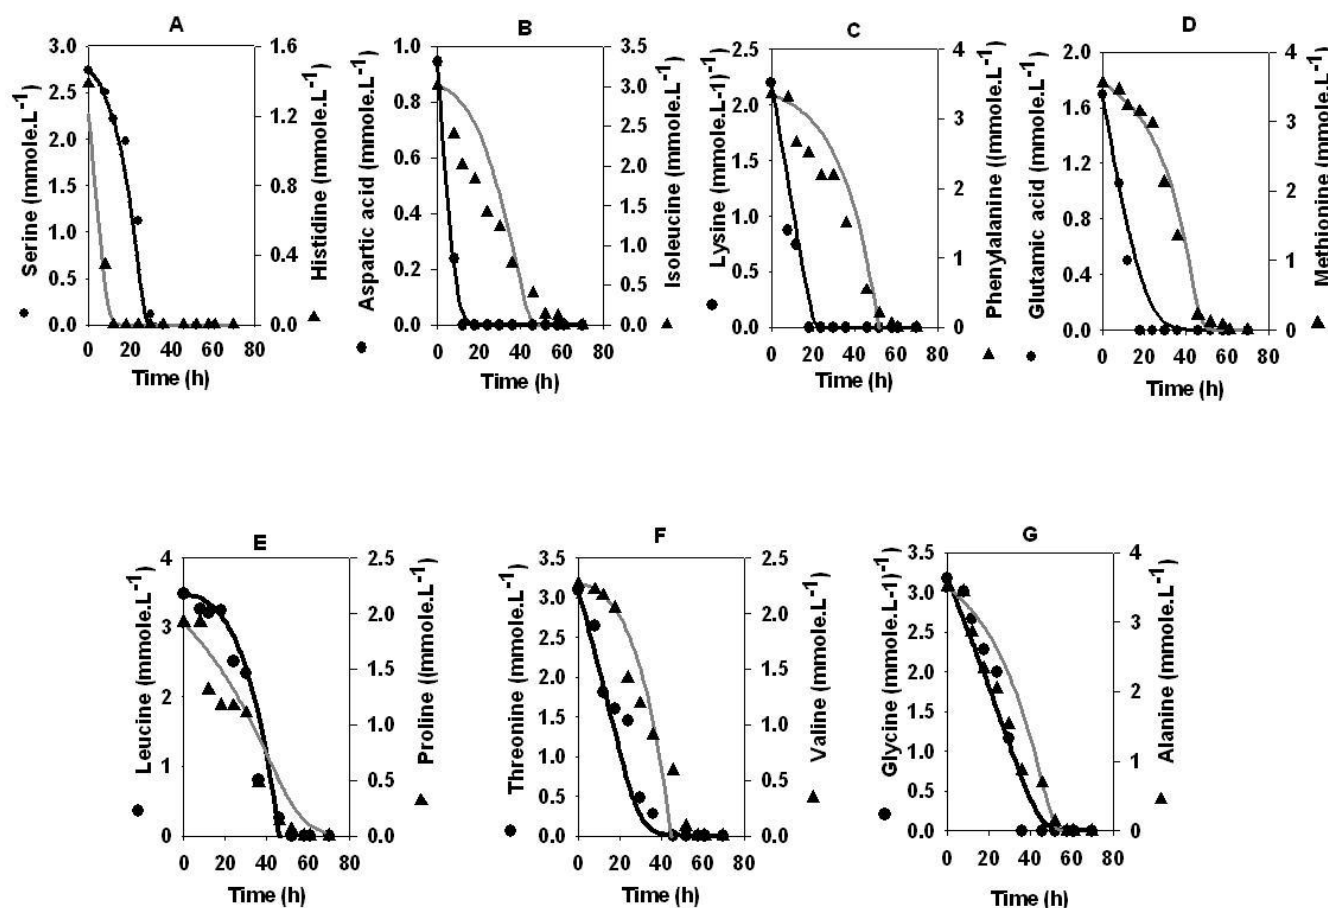 A
Serine (mmole.L⁻¹)
3.0
2.5
2.0
1.5
1.0
0.5
0.0
1.6
1.2
0.8
0.4
0.0
Histidine (mmole.L⁻¹)
0 20 40 60 80
Time (h)
B
Aspartic acid (mmole.L⁻¹)
1.0
0.8
0.6
0.4
0.2
0.0
3.5
3.0
2.5
2.0
1.5
1.0
0.5
0.0
Isoleucine (mmole.L⁻¹)
0 20 40 60 80
Time (h)
C
Lysine (mmole.L-1)⁻¹)
2.5
2.0
1.5
1.0
0.5
0.0
4
3
2
1
0
Phenylalanine ((mmole.L⁻¹)
0 20 40 60 80
Time (h)
D
Glutamic acid (mmole.L⁻¹)
2.0
1.6
1.2
0.8
0.4
0.0
4
3
2
1
0
Methionine (mmole.L⁻¹)
0 20 40 60 80
Time (h)
E
Leucine (mmole.L⁻¹)
4
3
2
1
0
2.5
2.0
1.5
1.0
0.5
0.0
Proline ((mmole.L⁻¹)
0 20 40 60 80
Time (h)
F
Threonine (mmole.L⁻¹)
3.5
3.0
2.5
2.0
1.5
1.0
0.5
0.0
2.5
2.0
1.5
1.0
0.5
0.0
Valine (mmole.L⁻¹)
0 20 40 60 80
Time (h)
G
Glycine (mmole.L-1)⁻¹)
3.5
3.0
2.5
2.0
1.5
1.0
0.5
0.0
4
3
2
1
0
Alanine (mmole.L⁻¹)
0 20 40 60 80
Time (h)